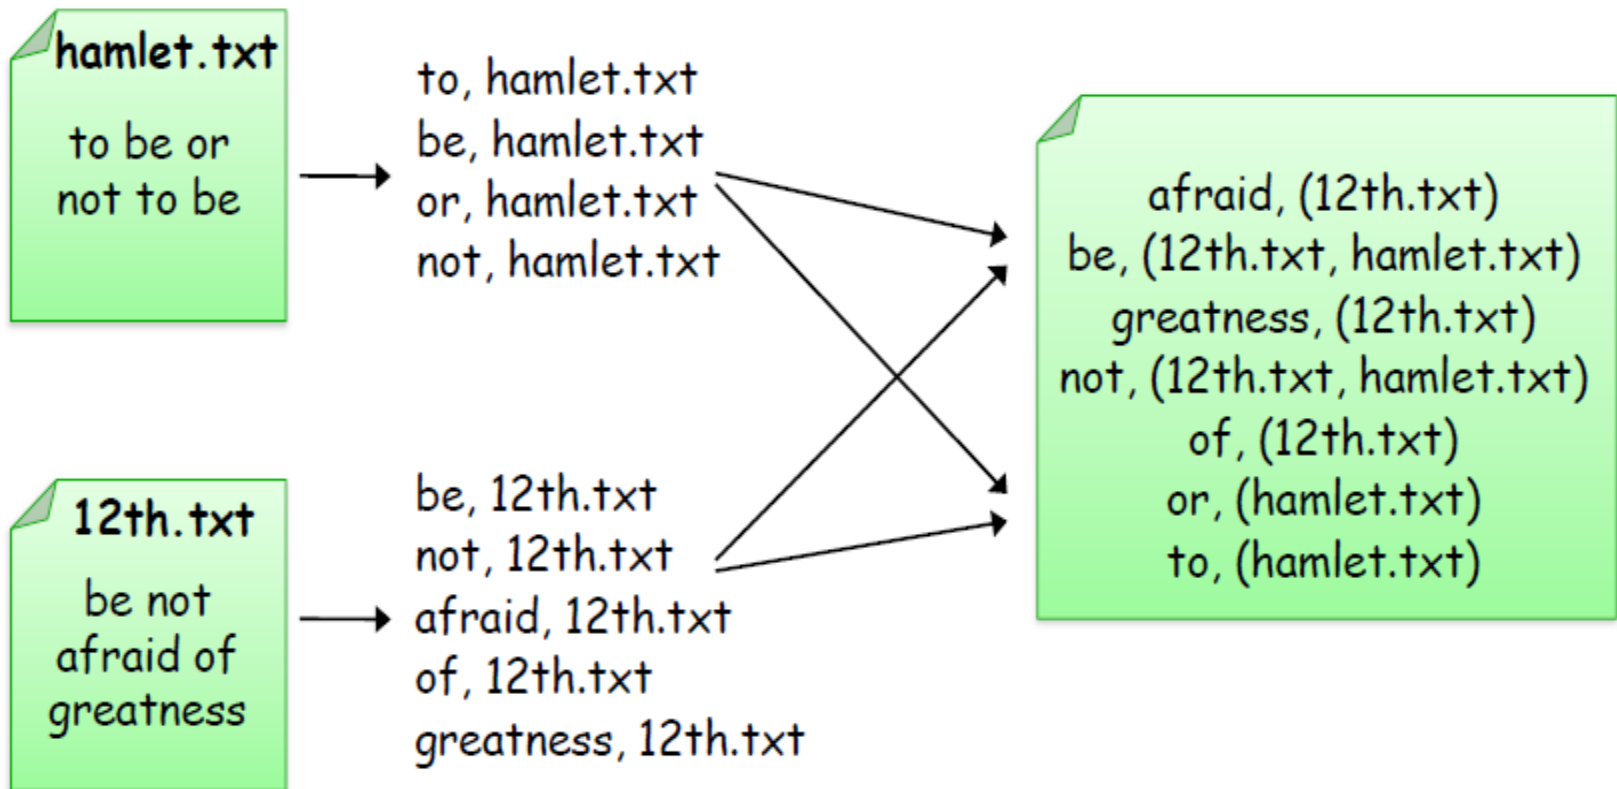 hamlet.txt
to be or
not to be
to, hamlet.txt
be, hamlet.txt
or, hamlet.txt
not, hamlet.txt
12th.txt
be not
afraid of
greatness
be, 12th.txt
not, 12th.txt
afraid, 12th.txt
of, 12th.txt
greatness, 12th.txt
afraid, (12th.txt)
be, (12th.txt, hamlet.txt)
greatness, (12th.txt)
not, (12th.txt, hamlet.txt)
of, (12th.txt)
or, (hamlet.txt)
to, (hamlet.txt)